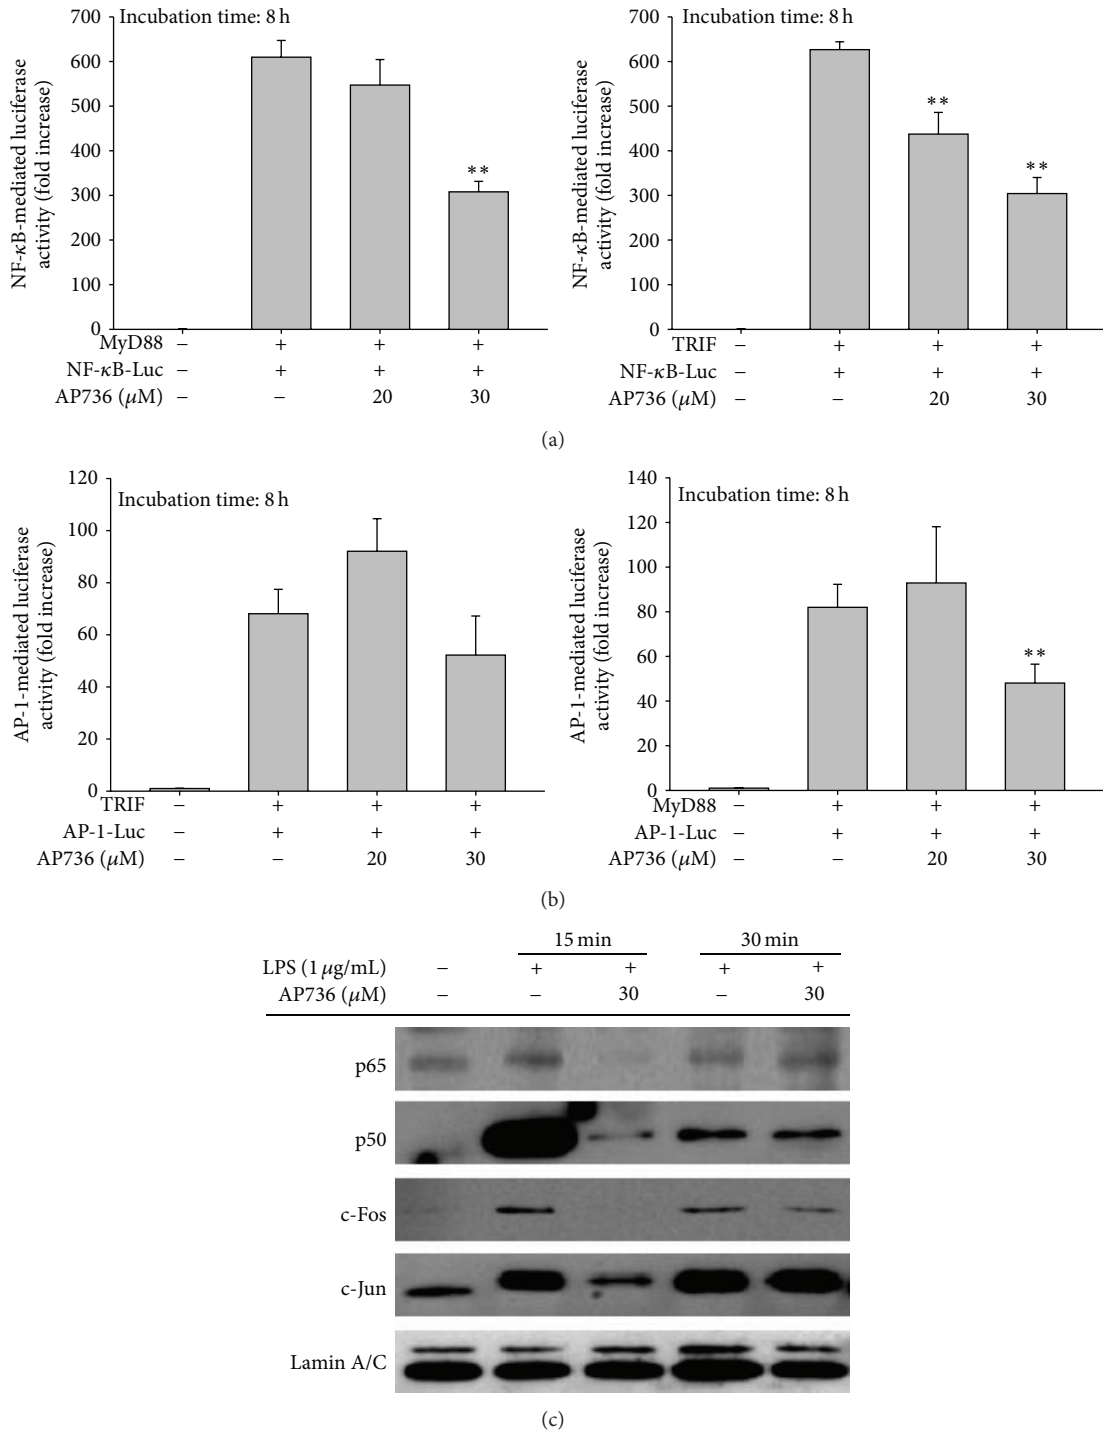 Incubation time: 8 h
NF-κB-mediated luciferase
activity (fold increase)
700
600
500
400
300
200
100
0
**
MyD88 − + + +
NF-κB-Luc − + + +
AP736 (μM) − − 20 30
Incubation time: 8 h
NF-κB-mediated luciferase
activity (fold increase)
700
600
500
400
300
200
100
0
**
**
TRIF − + + +
NF-κB-Luc − + + +
AP736 (μM) − − 20 30
(a)
Incubation time: 8 h
AP-1-mediated luciferase
activity (fold increase)
120
100
80
60
40
20
0
TRIF − + + +
AP-1-Luc − + + +
AP736 (μM) − − 20 30
Incubation time: 8 h
AP-1-mediated luciferase
activity (fold increase)
140
120
100
80
60
40
20
0
**
MyD88 − + + +
AP-1-Luc − + + +
AP736 (μM) − − 20 30
(b)
15 min 30 min
LPS (1 μg/mL) − + + + +
AP736 (μM) − − 30 − 30
p65
p50
c-Fos
c-Jun
Lamin A/C
(c)